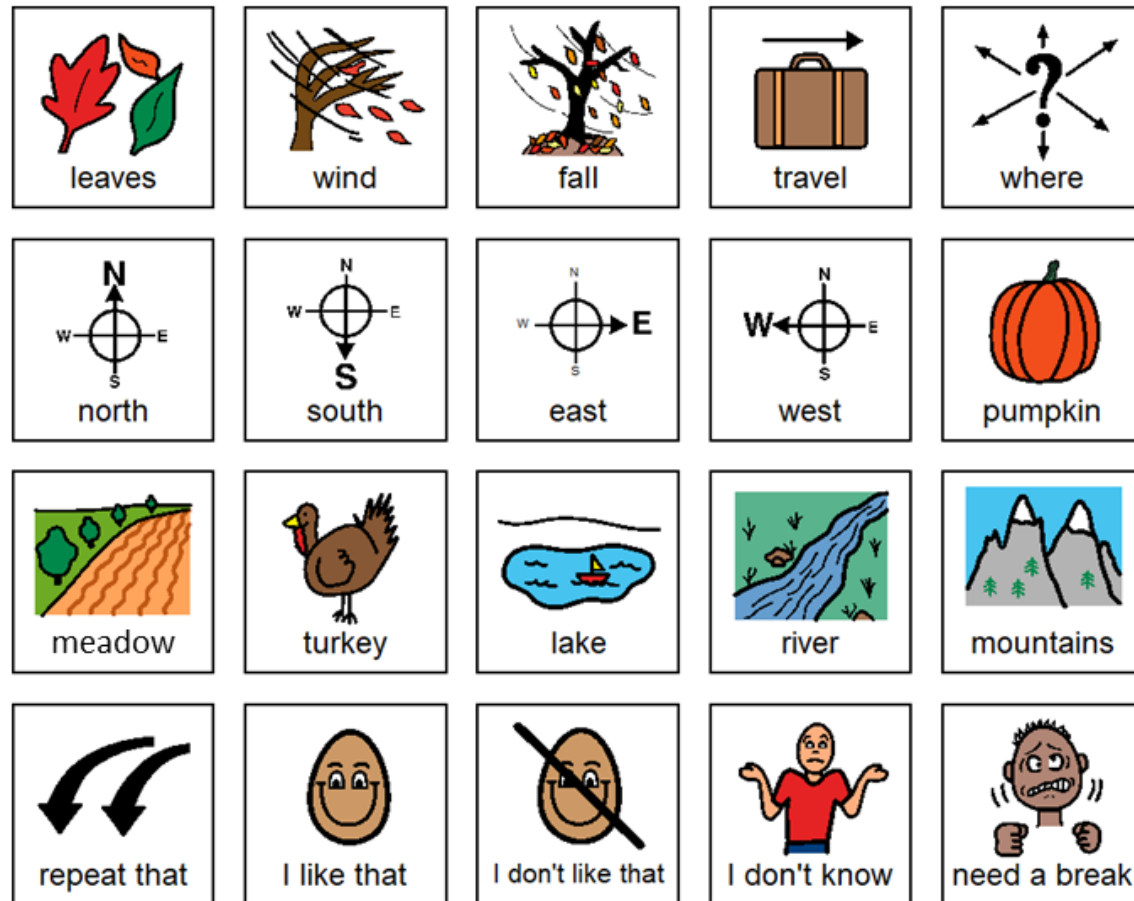 leaves
wind
fall
travel
?
where
N
W E
S
north
N
W E
S
south
N
W E
S
east
N
W E
S
west
pumpkin
meadow
turkey
lake
river
mountains
repeat that
I like that
I don't like that
I don't know
need a break